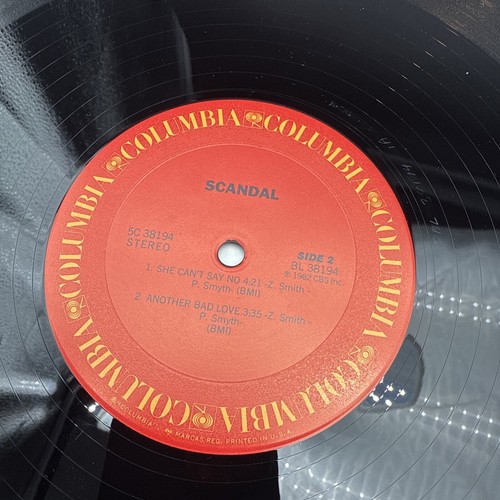 COLUMBIA COLUMBIA COLUMBIA COLUMBIA COLUMBIA COLUMBIA
SCANDAL
5C 38194
STEREO
SIDE 2
BL 38194
℗ 1982 CBS Inc.
1. SHE CAN'T SAY NO 4:21 -Z. Smith,
P. Smyth- (BMI)
2. ANOTHER BAD LOVE 3:35 -Z. Smith,
P. Smyth-
(BMI)
MARCAS REG. PRINTED IN U.S.A.